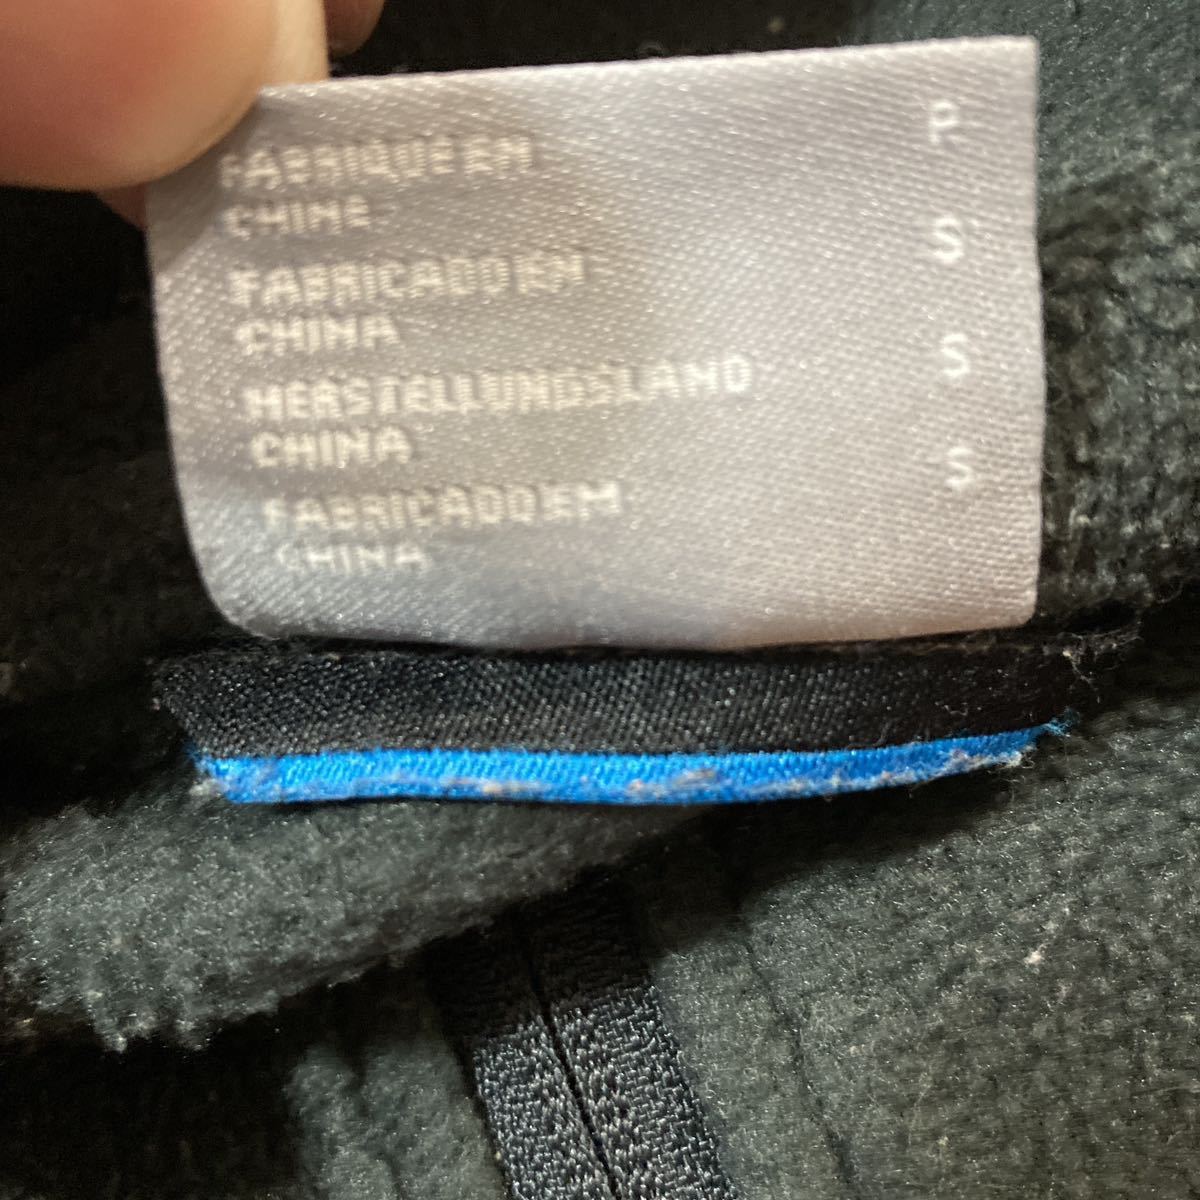 FABRIQUE EN P
CHINE S
FABRICADO EN
CHINA S
HERSTELLUNGSLAND
CHINA S
FABRICADO EM
CHINA